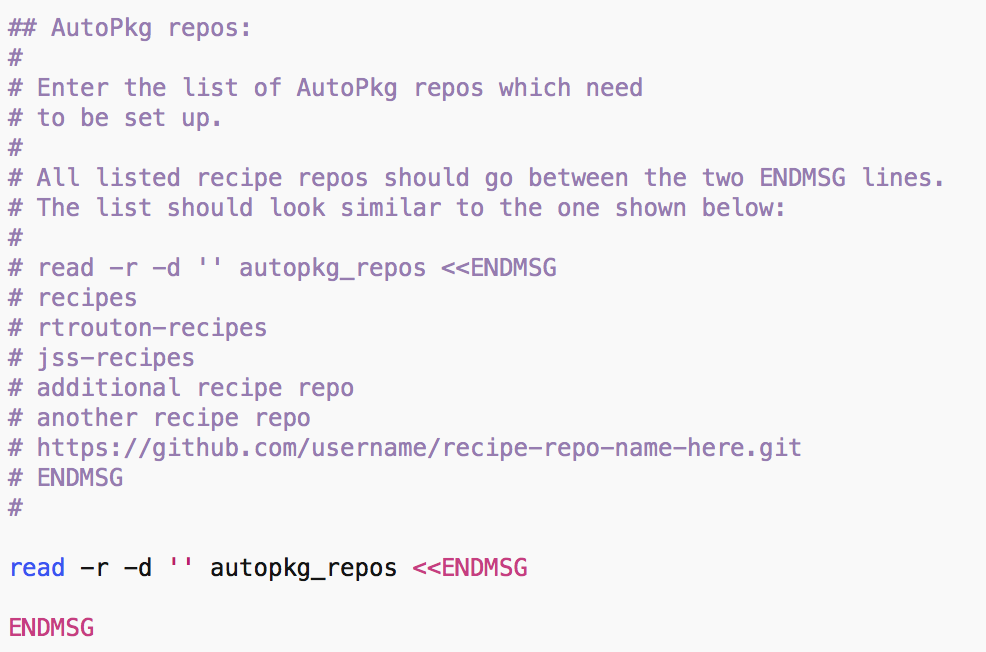 ## AutoPkg repos:
#
# Enter the list of AutoPkg repos which need
# to be set up.
#
# All listed recipe repos should go between the two ENDMSG lines.
# The list should look similar to the one shown below:
#
# read -r -d '' autopkg_repos <<ENDMSG
# recipes
# rtrouton-recipes
# jss-recipes
# additional recipe repo
# another recipe repo
# https://github.com/username/recipe-repo-name-here.git
# ENDMSG
#
read -r -d '' autopkg_repos <<ENDMSG
ENDMSG